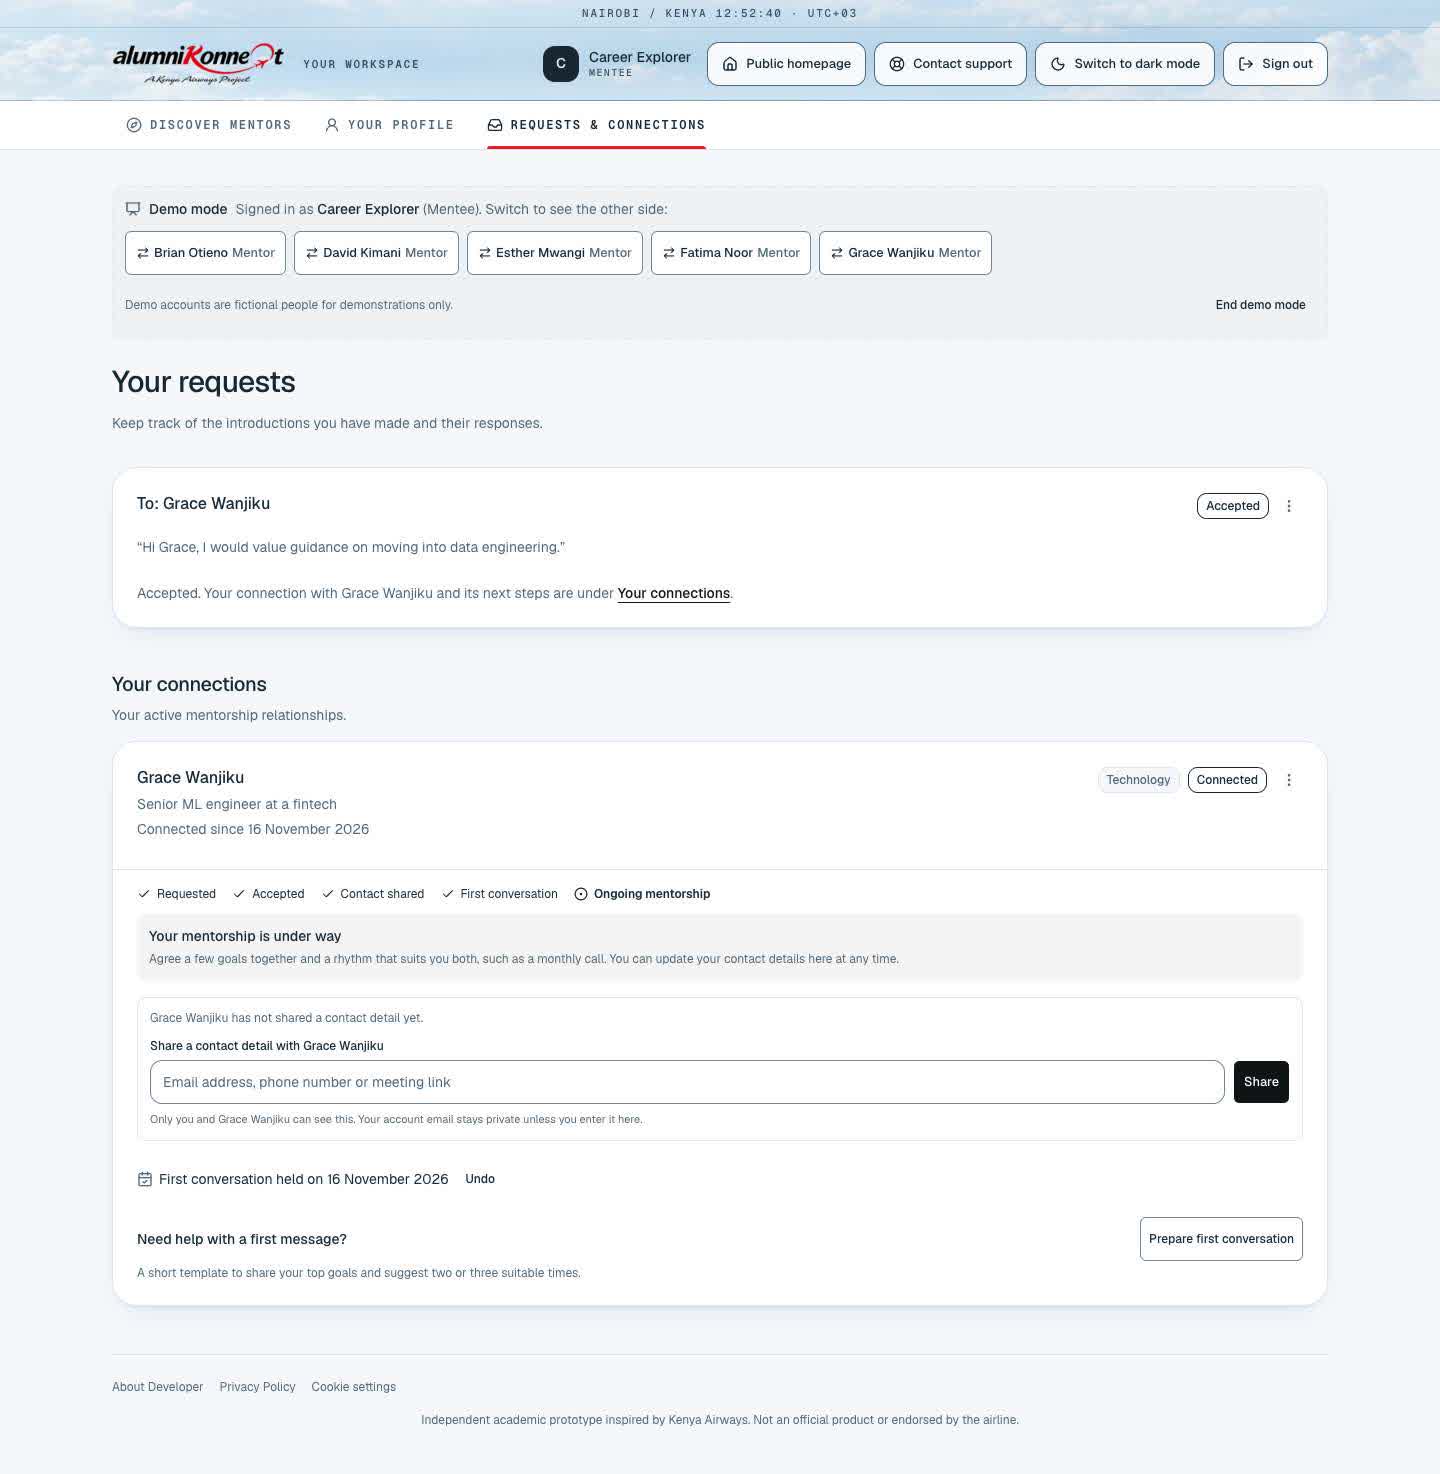 NAIROBI / KENYA 12:52:40 · UTC+03
alumniKonnect
A Kenya Airways Project
YOUR WORKSPACE
C
Career Explorer
MENTEE
Public homepage
Contact support
Switch to dark mode
Sign out
DISCOVER MENTORS
YOUR PROFILE
REQUESTS & CONNECTIONS
Demo mode Signed in as Career Explorer (Mentee). Switch to see the other side:
Brian Otieno Mentor
David Kimani Mentor
Esther Mwangi Mentor
Fatima Noor Mentor
Grace Wanjiku Mentor
Demo accounts are fictional people for demonstrations only.
End demo mode
Your requests
Keep track of the introductions you have made and their responses.
To: Grace Wanjiku
Accepted
“Hi Grace, I would value guidance on moving into data engineering.”
Accepted. Your connection with Grace Wanjiku and its next steps are under Your connections.
Your connections
Your active mentorship relationships.
Grace Wanjiku
Technology
Connected
Senior ML engineer at a fintech
Connected since 16 November 2026
Requested
Accepted
Contact shared
First conversation
Ongoing mentorship
Your mentorship is under way
Agree a few goals together and a rhythm that suits you both, such as a monthly call. You can update your contact details here at any time.
Grace Wanjiku has not shared a contact detail yet.
Share a contact detail with Grace Wanjiku
Email address, phone number or meeting link
Share
Only you and Grace Wanjiku can see this. Your account email stays private unless you enter it here.
First conversation held on 16 November 2026
Undo
Need help with a first message?
Prepare first conversation
A short template to share your top goals and suggest two or three suitable times.
About Developer
Privacy Policy
Cookie settings
Independent academic prototype inspired by Kenya Airways. Not an official product or endorsed by the airline.